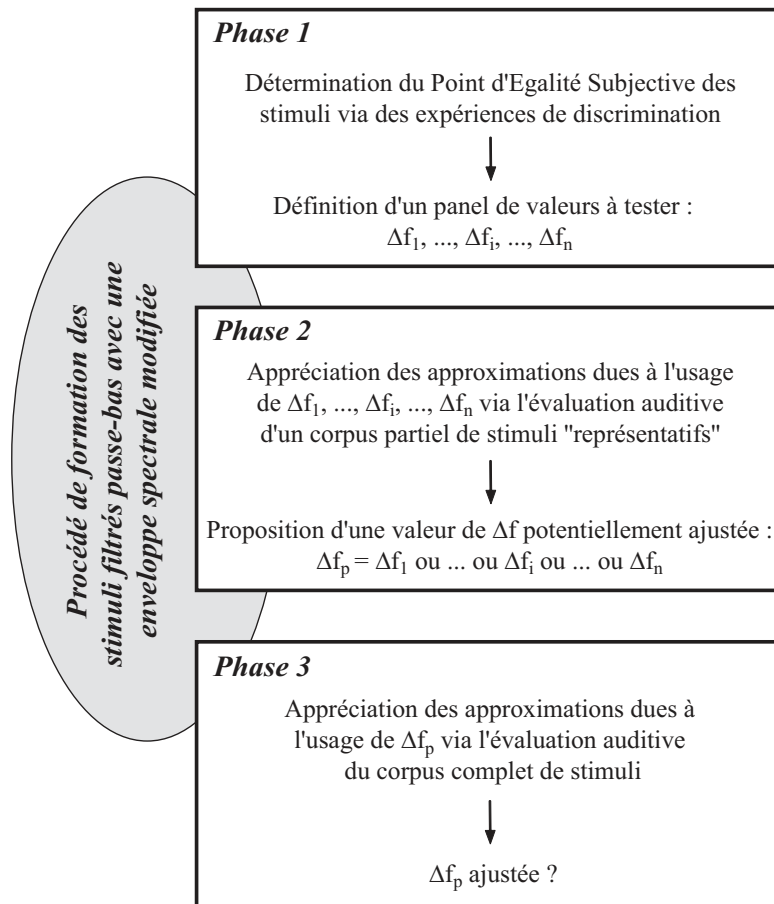 Phase 1
Détermination du Point d'Egalité Subjective des
stimuli via des expériences de discrimination
Définition d'un panel de valeurs à tester :
Δf1, ..., Δfi, ..., Δfn
Procédé de formation des
stimuli filtrés passe-bas avec une
enveloppe spectrale modifiée
Phase 2
Appréciation des approximations dues à l'usage
de Δf1, ..., Δfi, ..., Δfn via l'évaluation auditive
d'un corpus partiel de stimuli "représentatifs"
Proposition d'une valeur de Δf potentiellement ajustée :
Δfp = Δf1 ou ... ou Δfi ou ... ou Δfn
Phase 3
Appréciation des approximations dues à
l'usage de Δfp via l'évaluation auditive
du corpus complet de stimuli
Δfp ajustée ?